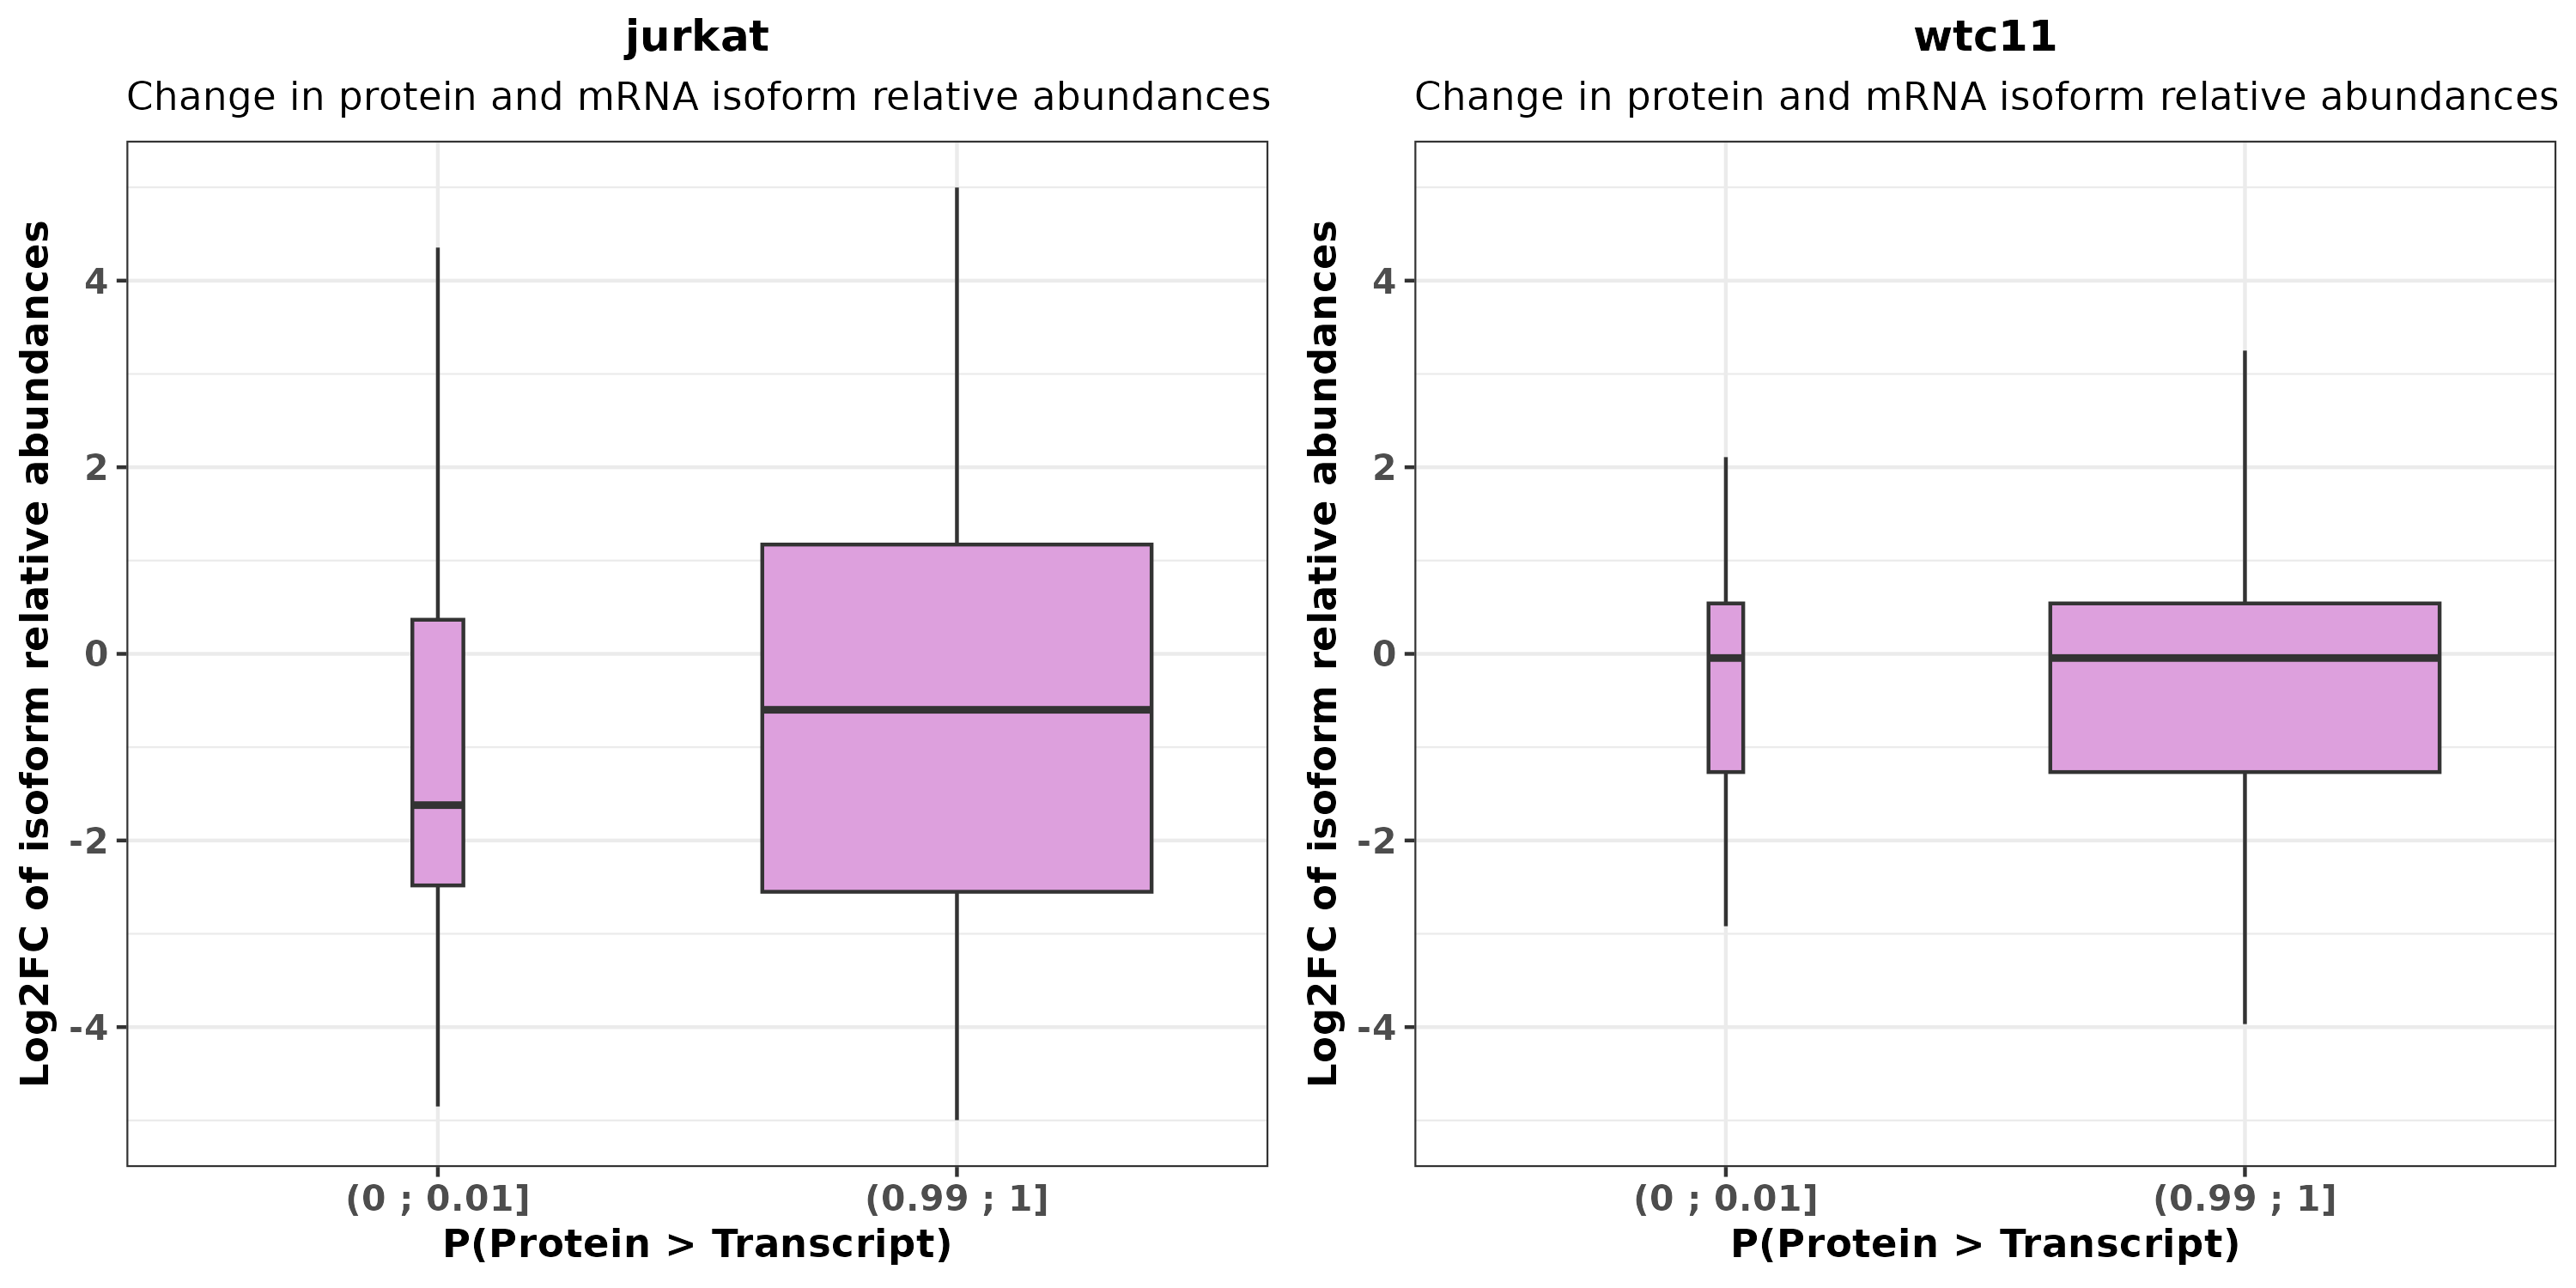 jurkat
Change in protein and mRNA isoform relative abundances
Log2FC of isoform relative abundances
4
2
0
-2
-4
(0 ; 0.01]
(0.99 ; 1]
P(Protein > Transcript)
wtc11
Change in protein and mRNA isoform relative abundances
Log2FC of isoform relative abundances
4
2
0
-2
-4
(0 ; 0.01]
(0.99 ; 1]
P(Protein > Transcript)